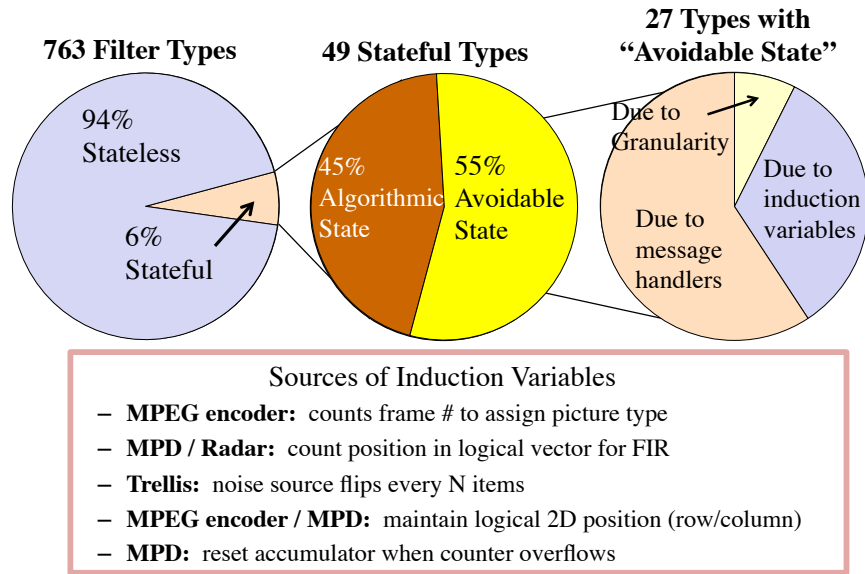 763 Filter Types
49 Stateful Types
27 Types with
“Avoidable State”
94%
Stateless
6%
Stateful
45%
Algorithmic
State
55%
Avoidable
State
Due to
Granularity
Due to
induction
variables
Due to
message
handlers
Sources of Induction Variables
– MPEG encoder: counts frame # to assign picture type
– MPD / Radar: count position in logical vector for FIR
– Trellis: noise source flips every N items
– MPEG encoder / MPD: maintain logical 2D position (row/column)
– MPD: reset accumulator when counter overflows